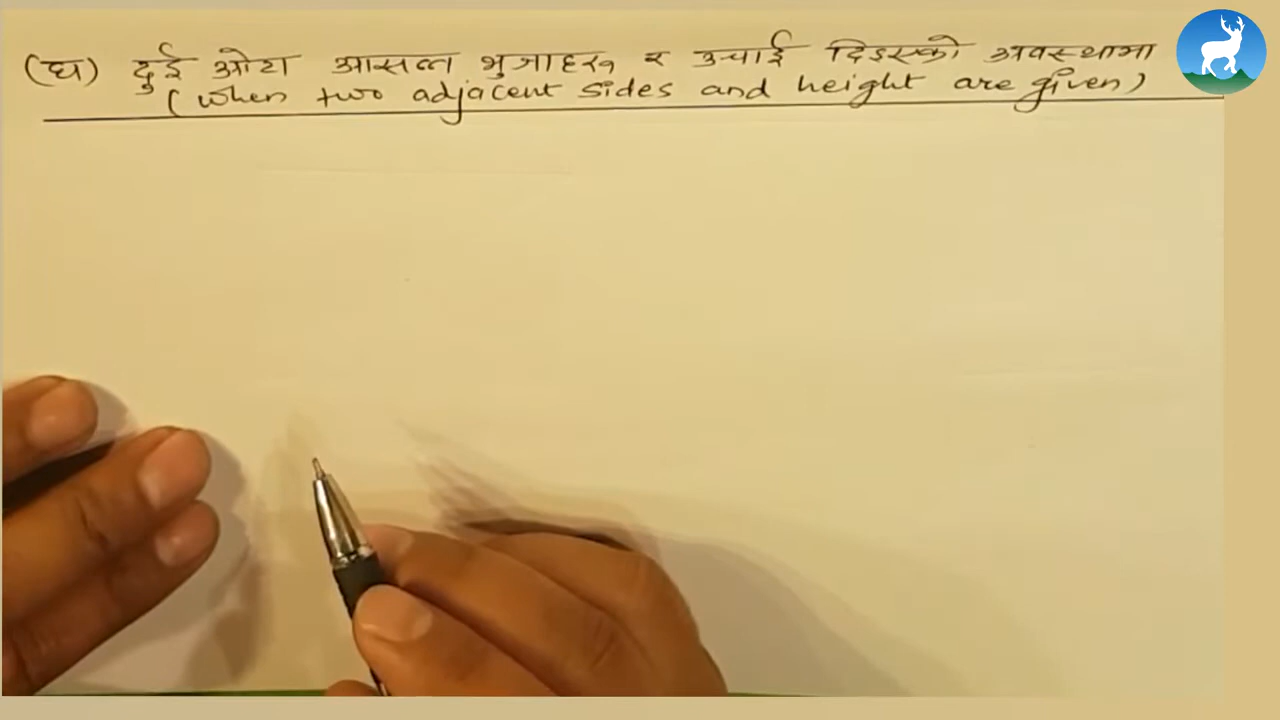 (घ) दुई ओटा आसन्न भुजाहरू र उचाई दिइएको अवस्थामा
(When two adjacent sides and height are given)